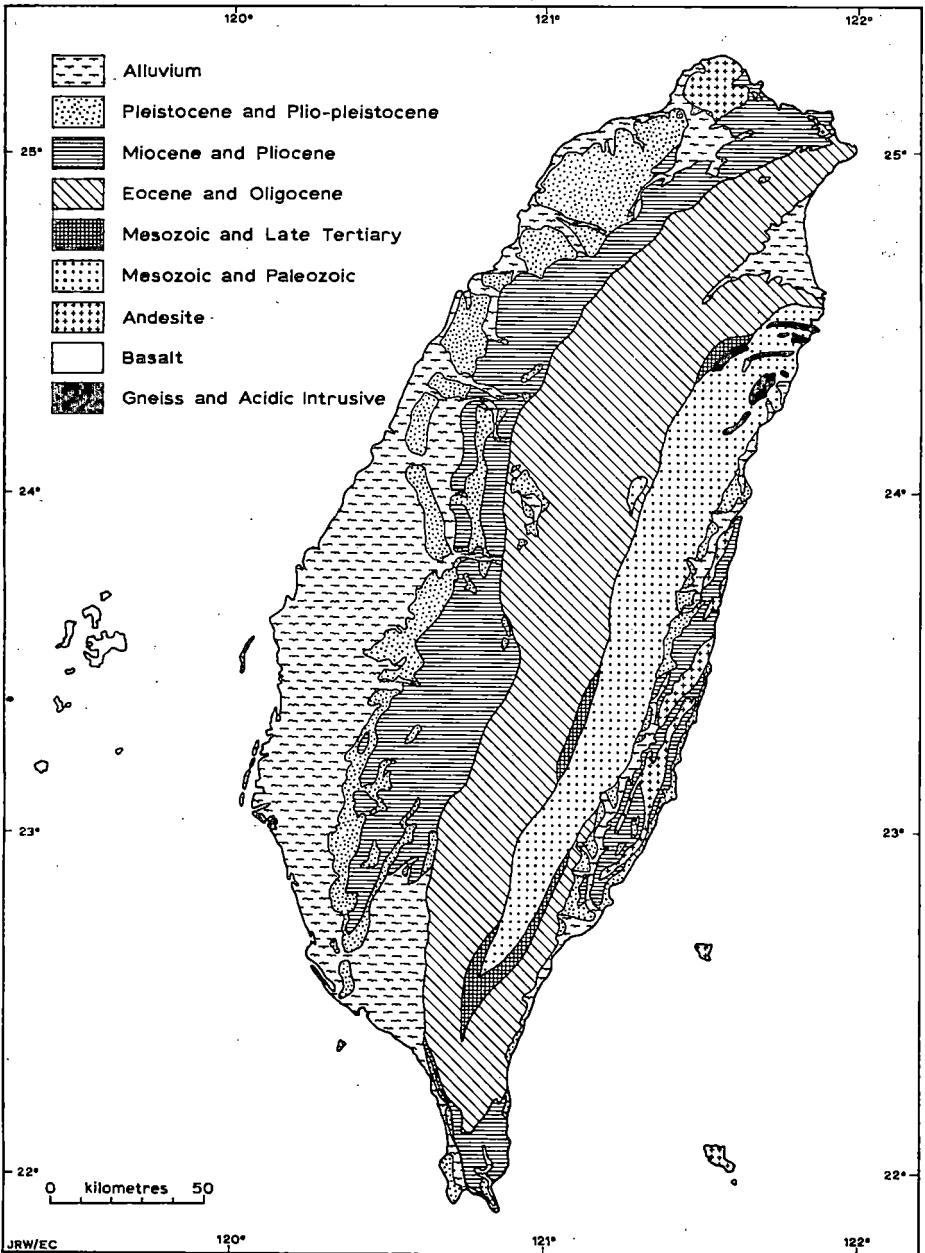 120° 121° 122°
Alluvium
Pleistocene and Plio-pleistocene
25° Miocene and Pliocene 25°
Eocene and Oligocene
Mesozoic and Late Tertiary
Mesozoic and Paleozoic
Andesite
Basalt
Gneiss and Acidic Intrusive
24° 24°
23° 23°
22° 22°
0 kilometres 50
JRW/EC 120° 121° 122°